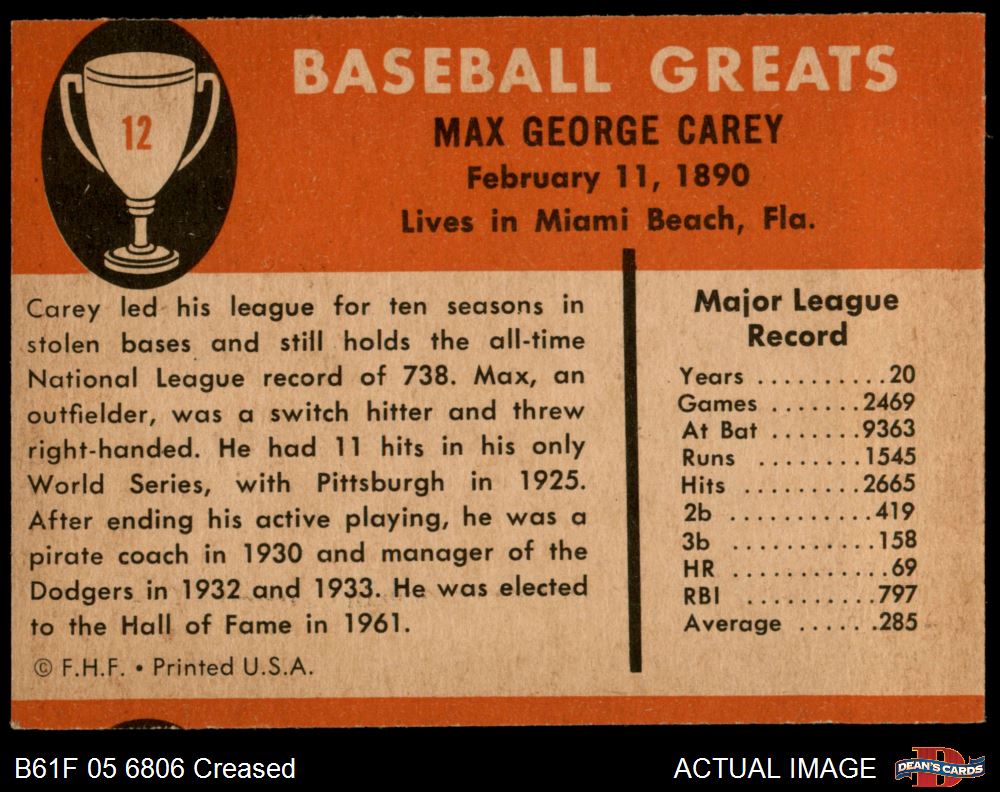 12
BASEBALL GREATS
MAX GEORGE CAREY
February 11, 1890
Lives in Miami Beach, Fla.
Carey led his league for ten seasons in
stolen bases and still holds the all-time
National League record of 738. Max, an
outfielder, was a switch hitter and threw
right-handed. He had 11 hits in his only
World Series, with Pittsburgh in 1925.
After ending his active playing, he was a
pirate coach in 1930 and manager of the
Dodgers in 1932 and 1933. He was elected
to the Hall of Fame in 1961.
© F.H.F. • Printed U.S.A.
Major League
Record
Years ..........20
Games .......2469
At Bat .......9363
Runs ........1545
Hits .........2665
2b ...........419
3b ...........158
HR ............69
RBI ..........797
Average .......285
B61F 05 6806 Creased
ACTUAL IMAGE
D
DEAN'S CARDS